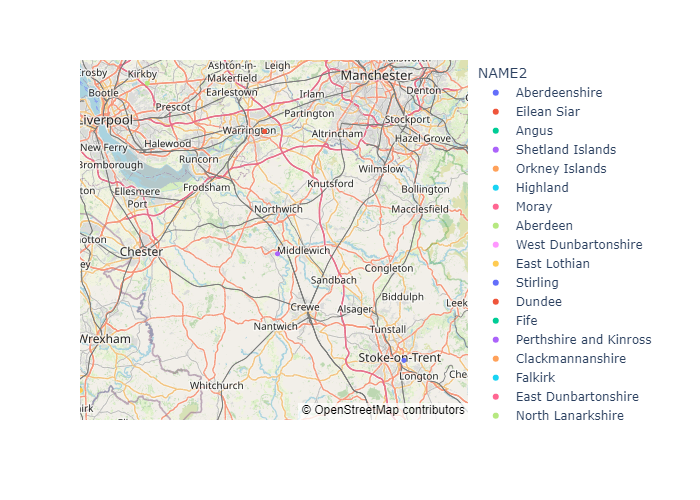 Ashton-in-
Makerfield
Leigh
Crosby
Kirkby
Manchester
Bootle
Earlestown
Irlam
Denton
Prescot
Partington
Liverpool
Warrington
Stockport
Altrincham
New Ferry
Halewood
Hazel Grove
Bromborough
Runcorn
Wilmslow
Ellesmere
Port
Frodsham
Knutsford
Bollington
Northwich
Macclesfield
Chester
Middlewich
Congleton
Sandbach
Biddulph
Crewe
Alsager
Leek
Nantwich
Tunstall
Wrexham
Stoke-on-Trent
Longton
Whitchurch
© OpenStreetMap contributors
NAME2
Aberdeenshire
Eilean Siar
Angus
Shetland Islands
Orkney Islands
Highland
Moray
Aberdeen
West Dunbartonshire
East Lothian
Stirling
Dundee
Fife
Perthshire and Kinross
Clackmannanshire
Falkirk
East Dunbartonshire
North Lanarkshire